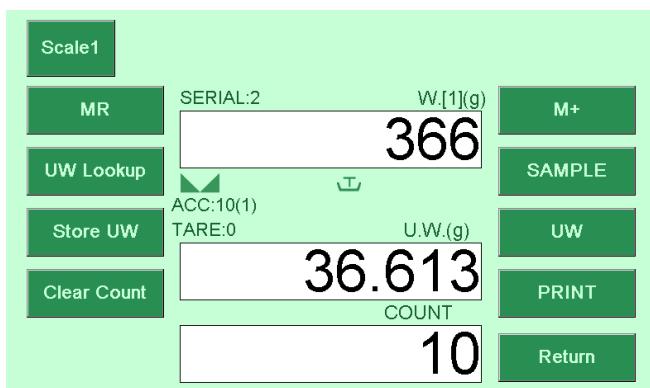 Scale1
MR
SERIAL:2 W.[1](g)
M+
366
UW Lookup
SAMPLE
T
ACC:10(1)
Store UW
TARE:0 U.W.(g)
UW
36.613
Clear Count
PRINT
COUNT
10
Return